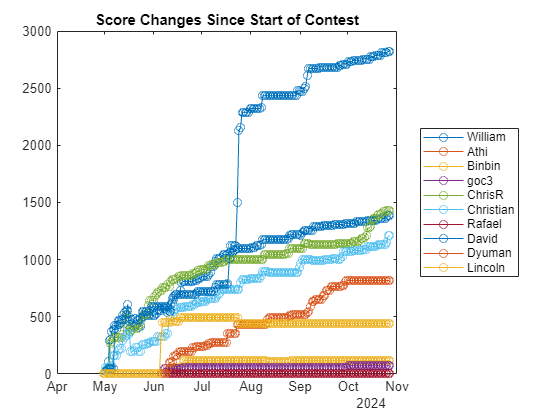 Score Changes Since Start of Contest
3000
2500
2000
1500
1000
500
0
Apr May Jun Jul Aug Sep Oct Nov
2024
William
Athi
Binbin
goc3
ChrisR
Christian
Rafael
David
Dyuman
Lincoln